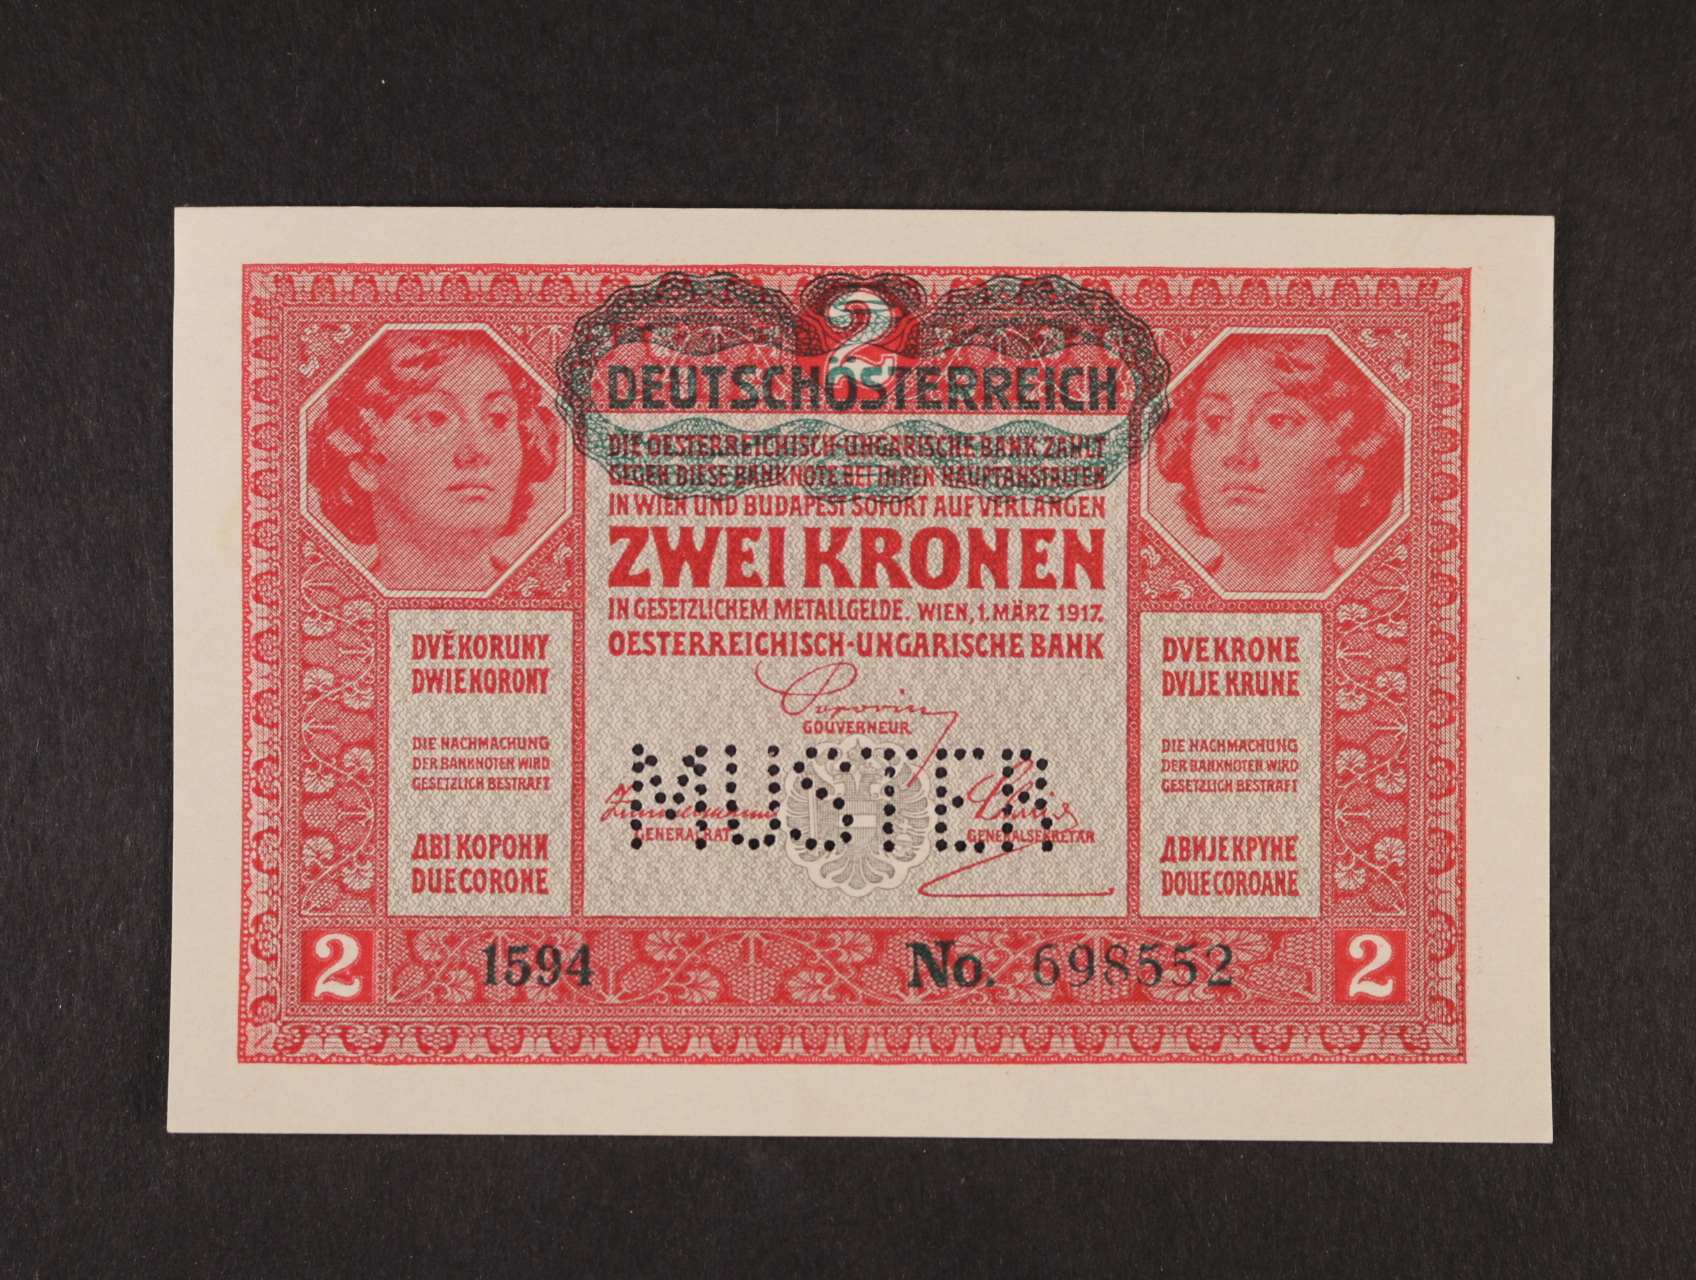 2
DEUTSCHÖSTERREICH
DIE OESTERREICHISCH-UNGARISCHE BANK ZAHLT
GEGEN DIESE BANKNOTE BEI IHREN HAUPTANSTALTEN
IN WIEN UND BUDAPEST SOFORT AUF VERLANGEN
ZWEI KRONEN
IN GESETZLICHEM METALLGELDE. WIEN, 1. MÄRZ 1917.
OESTERREICHISCH-UNGARISCHE BANK
Popovics
GOUVERNEUR
MUSTER
GENERALRAT
GENERALSEKRETÄR
DVĚ KORUNY
DWIE KORONY
DIE NACHMACHUNG
DER BANKNOTEN WIRD
GESETZLICH BESTRAFT
ДВІ КОРОНИ
DUE CORONE
DVE KRONE
DVIJE KRUNE
DIE NACHMACHUNG
DER BANKNOTEN WIRD
GESETZLICH BESTRAFT
ДВИЈЕ КРУНЕ
DOUE COROANE
2
1594
No. 698552
2